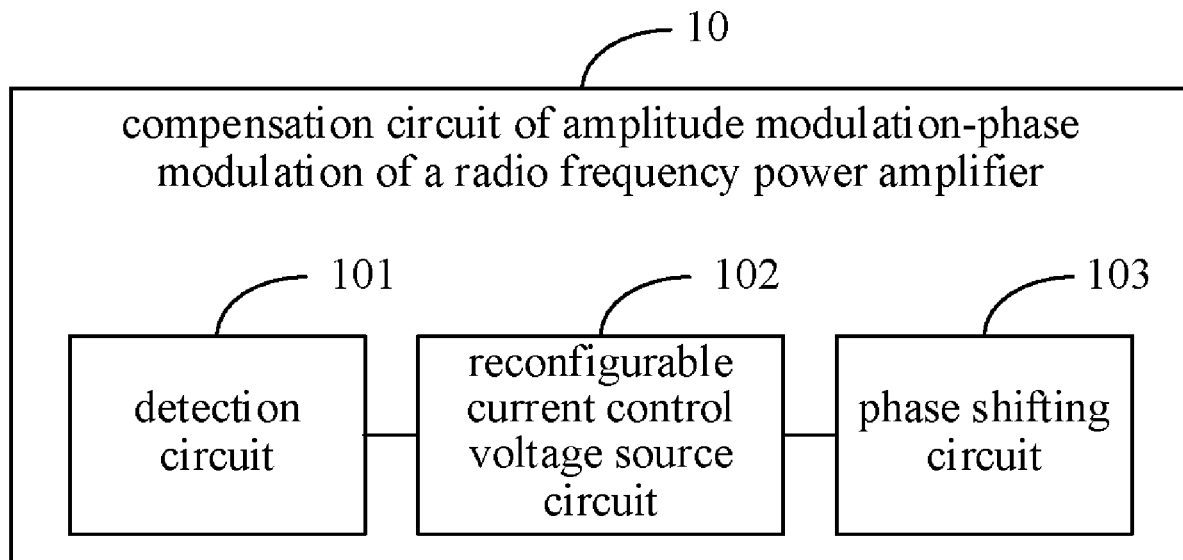 10
compensation circuit of amplitude modulation-phase
modulation of a radio frequency power amplifier
101
102
103
detection
circuit
reconfigurable
current control
voltage source
circuit
phase shifting
circuit